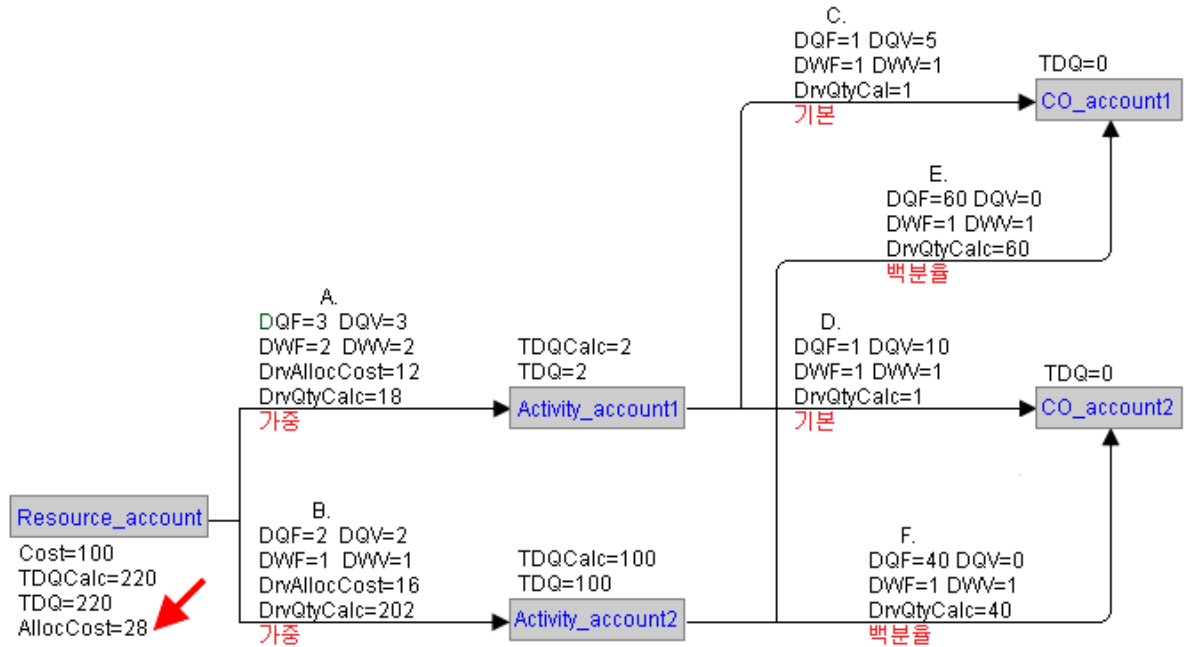 C.
DQF=1 DQV=5
DWF=1 DWV=1
DrvQtyCal=1
기본
TDQ=0
CO_account1
E.
DQF=60 DQV=0
DWF=1 DWV=1
DrvQtyCalc=60
백분율
A.
DQF=3 DQV=3
DWF=2 DWV=2
DrvAllocCost=12
DrvQtyCalc=18
가중
TDQCalc=2
TDQ=2
Activity_account1
D.
DQF=1 DQV=10
DWF=1 DWV=1
DrvQtyCalc=1
기본
TDQ=0
CO_account2
Resource_account
Cost=100
TDQCalc=220
TDQ=220
AllocCost=28
B.
DQF=2 DQV=2
DWF=1 DWV=1
DrvAllocCost=16
DrvQtyCalc=202
가중
TDQCalc=100
TDQ=100
Activity_account2
F.
DQF=40 DQV=0
DWF=1 DWV=1
DrvQtyCalc=40
백분율